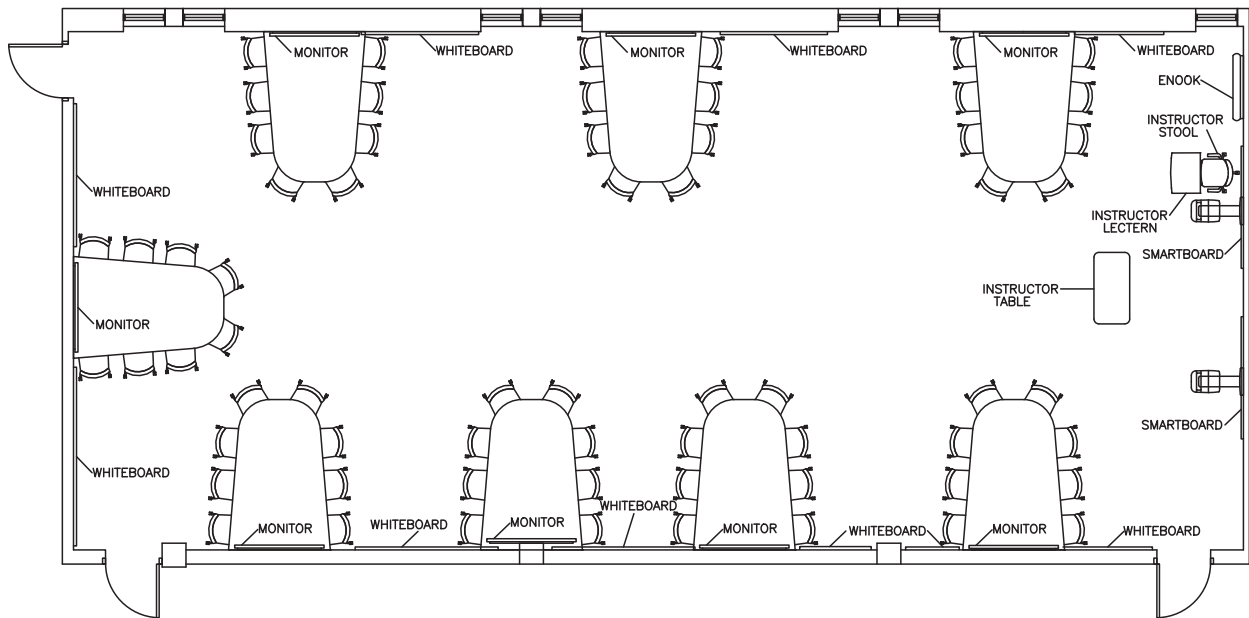 MONITOR
WHITEBOARD
MONITOR
WHITEBOARD
MONITOR
WHITEBOARD
ENOOK
INSTRUCTOR
STOOL
WHITEBOARD
INSTRUCTOR
LECTERN
SMARTBOARD
INSTRUCTOR
TABLE
MONITOR
SMARTBOARD
WHITEBOARD
MONITOR
WHITEBOARD
MONITOR
WHITEBOARD
MONITOR
WHITEBOARD
MONITOR
WHITEBOARD